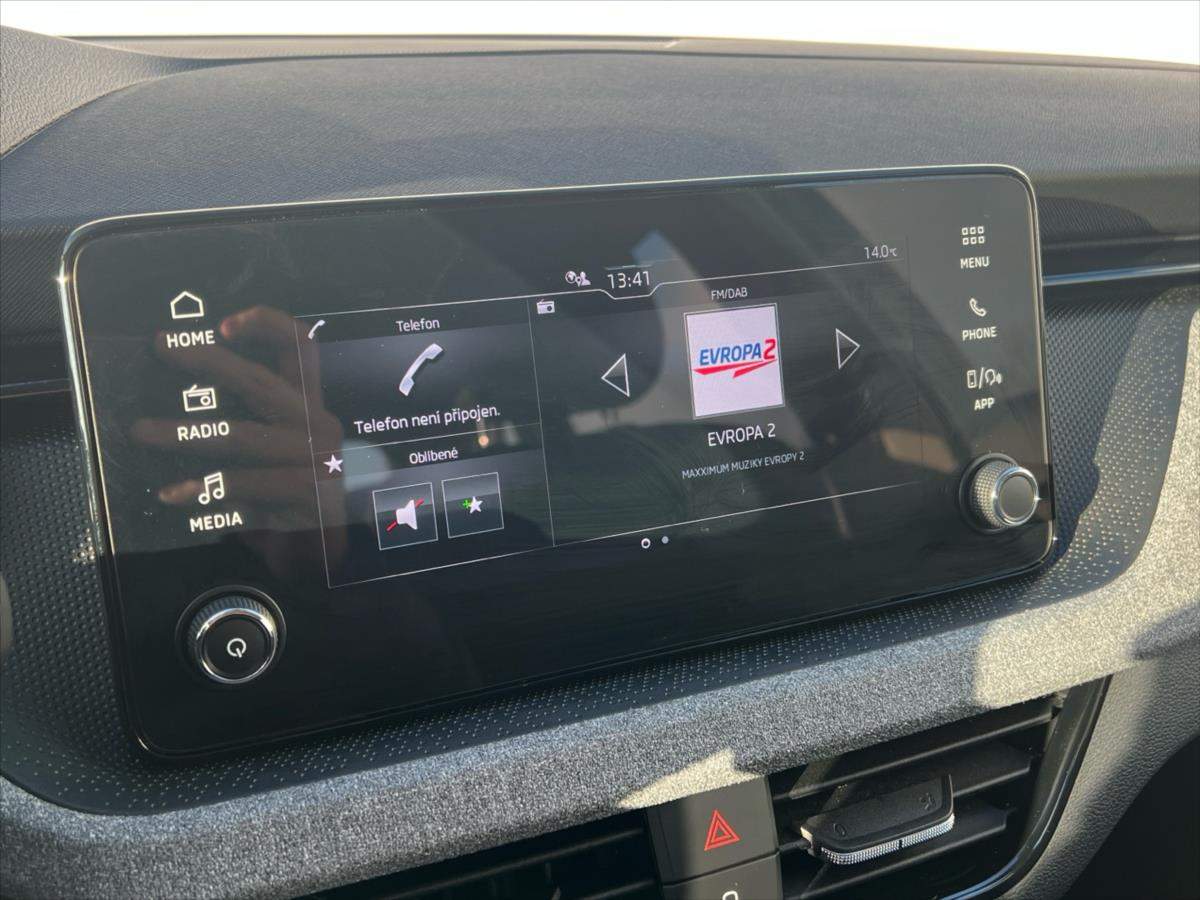 HOME
RADIO
MEDIA
13:41
14.0°C
Telefon
Telefon není připojen.
Oblíbené
FM/DAB
EVROPA 2
EVROPA 2
MAXXIMUM MUZIKY EVROPY 2
MENU
PHONE
APP